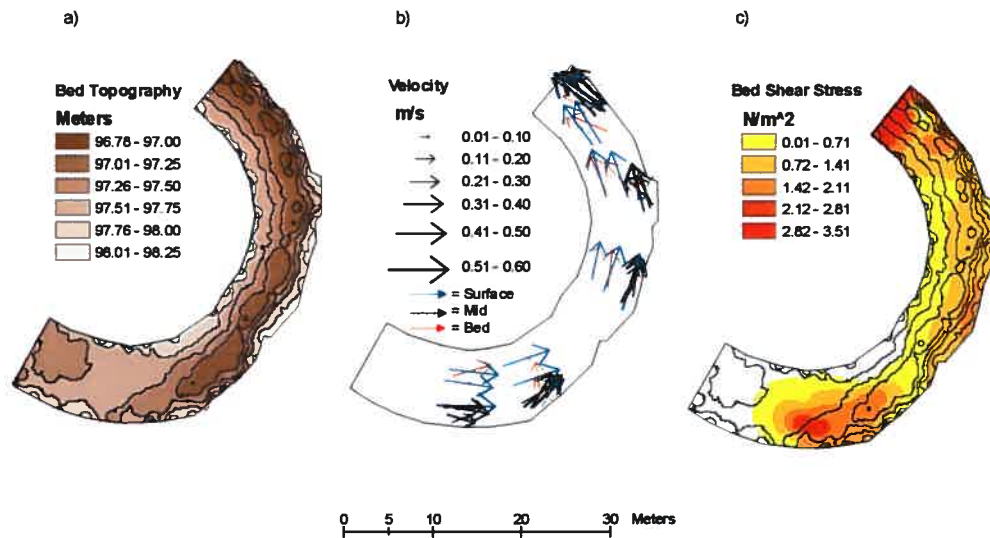 a)
b)
c)
Bed Topography
Meters
96.78 - 97.00
97.01 - 97.25
97.26 - 97.50
97.51 - 97.75
97.76 - 98.00
98.01 - 98.25
Velocity
m/s
0.01 - 0.10
0.11 - 0.20
0.21 - 0.30
0.31 - 0.40
0.41 - 0.50
0.51 - 0.60
= Surface
= Mid
= Bed
Bed Shear Stress
N/m^2
0.01 - 0.71
0.72 - 1.41
1.42 - 2.11
2.12 - 2.81
2.82 - 3.51
0 5 10 20 30 Meters